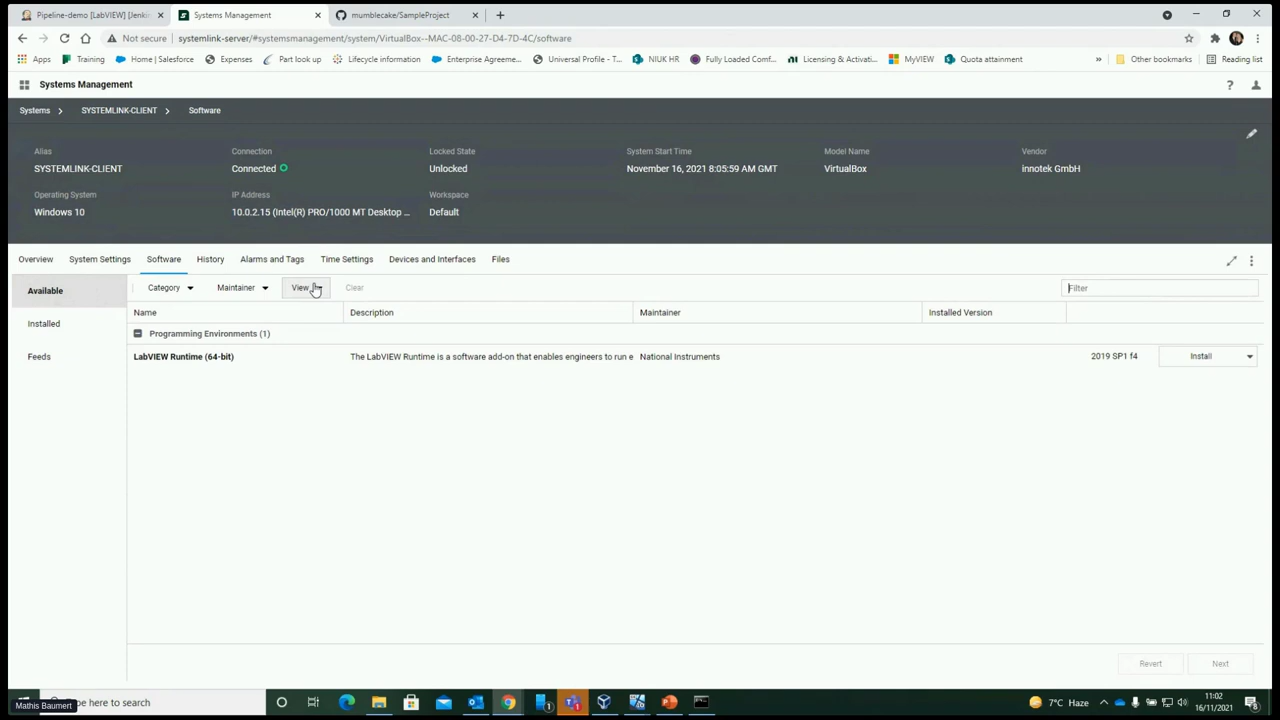 Pipeline-demo [LabVIEW] [Jenkin
Systems Management
mumblecake/SampleProject
Not secure
systemlink-server/#systemsmanagement/system/VirtualBox--MAC-08-00-27-D4-7D-4C/software
Apps
Training
Home | Salesforce
Expenses
Part look up
Lifecycle information
Enterprise Agreeme...
Universal Profile - T...
NIUK HR
Fully Loaded Comf...
Licensing & Activati...
MyVIEW
Quota attainment
»
Other bookmarks
Reading list
Systems Management
?
Systems > SYSTEMLINK-CLIENT > Software
Alias
Connection
Locked State
System Start Time
Model Name
Vendor
SYSTEMLINK-CLIENT
Connected
Unlocked
November 16, 2021 8:05:59 AM GMT
VirtualBox
innotek GmbH
Operating System
IP Address
Workspace
Windows 10
10.0.2.15 (Intel(R) PRO/1000 MT Desktop ...
Default
Overview
System Settings
Software
History
Alarms and Tags
Time Settings
Devices and Interfaces
Files
Available
Category
Maintainer
View
Clear
Filter
Installed
Feeds
Name
Description
Maintainer
Installed Version
Programming Environments (1)
LabVIEW Runtime (64-bit)
The LabVIEW Runtime is a software add-on that enables engineers to run e
National Instruments
2019 SP1 f4
Install
Revert
Next
Type here to search
Mathis Baumert
7°C Haze
11:02
16/11/2021